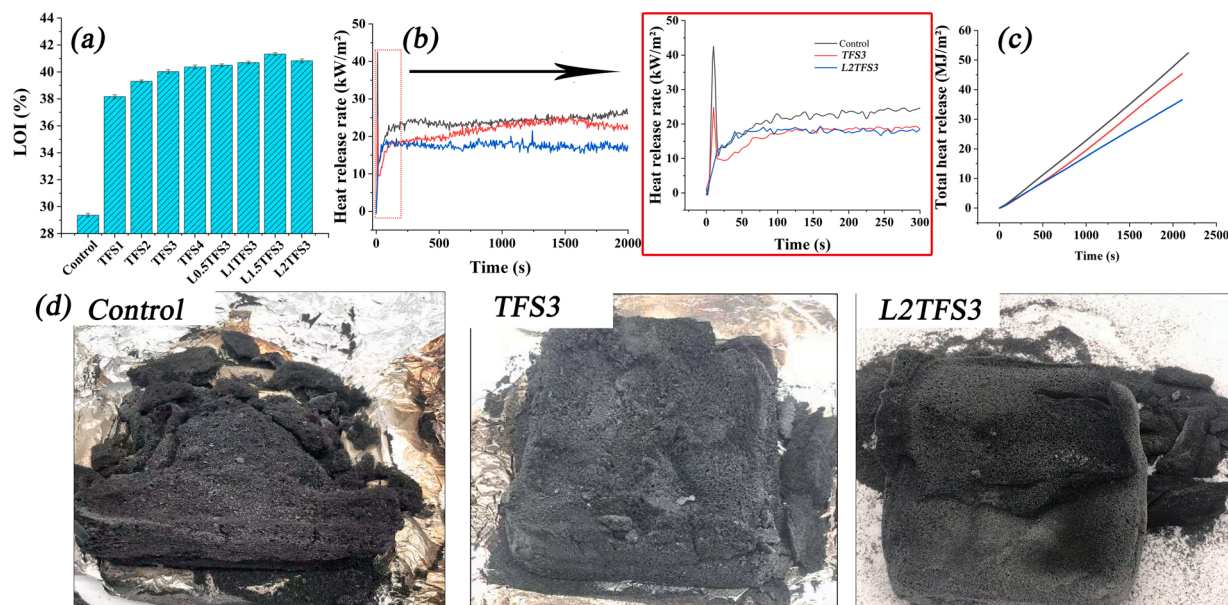 (a)
LOI (%)
42
40
38
36
34
32
30
28
Control
TFS1
TFS2
TFS3
TFS4
L0.5TFS3
L1TFS3
L1.5TFS3
L2TFS3
(b)
Heat release rate (kW/m²)
50
40
30
20
10
0
0 500 1000 1500 2000
Time (s)
Heat release rate (kW/m²)
50
40
30
20
10
0
Control
TFS3
L2TFS3
0 50 100 150 200 250 300
Time (s)
(c)
Total heat release (MJ/m²)
60
50
40
30
20
10
0
0 500 1000 1500 2000 2500
Time (s)
(d) Control
TFS3
L2TFS3